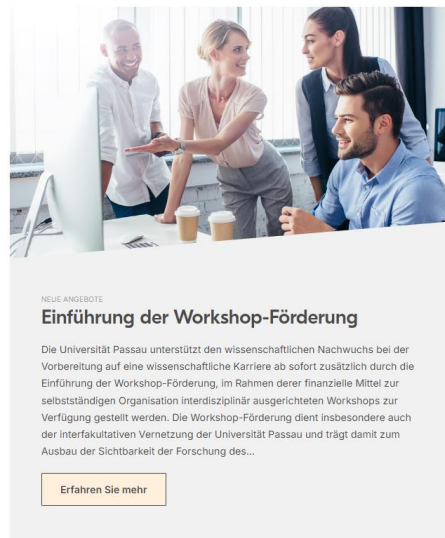 NEUE ANGEBOTE
Einführung der Workshop-Förderung
Die Universität Passau unterstützt den wissenschaftlichen Nachwuchs bei der
Vorbereitung auf eine wissenschaftliche Karriere ab sofort zusätzlich durch die
Einführung der Workshop-Förderung, im Rahmen derer finanzielle Mittel zur
selbstständigen Organisation interdisziplinär ausgerichteten Workshops zur
Verfügung gestellt werden. Die Workshop-Förderung dient insbesondere auch
der interfakultativen Vernetzung der Universität Passau und trägt damit zum
Ausbau der Sichtbarkeit der Forschung des...
Erfahren Sie mehr